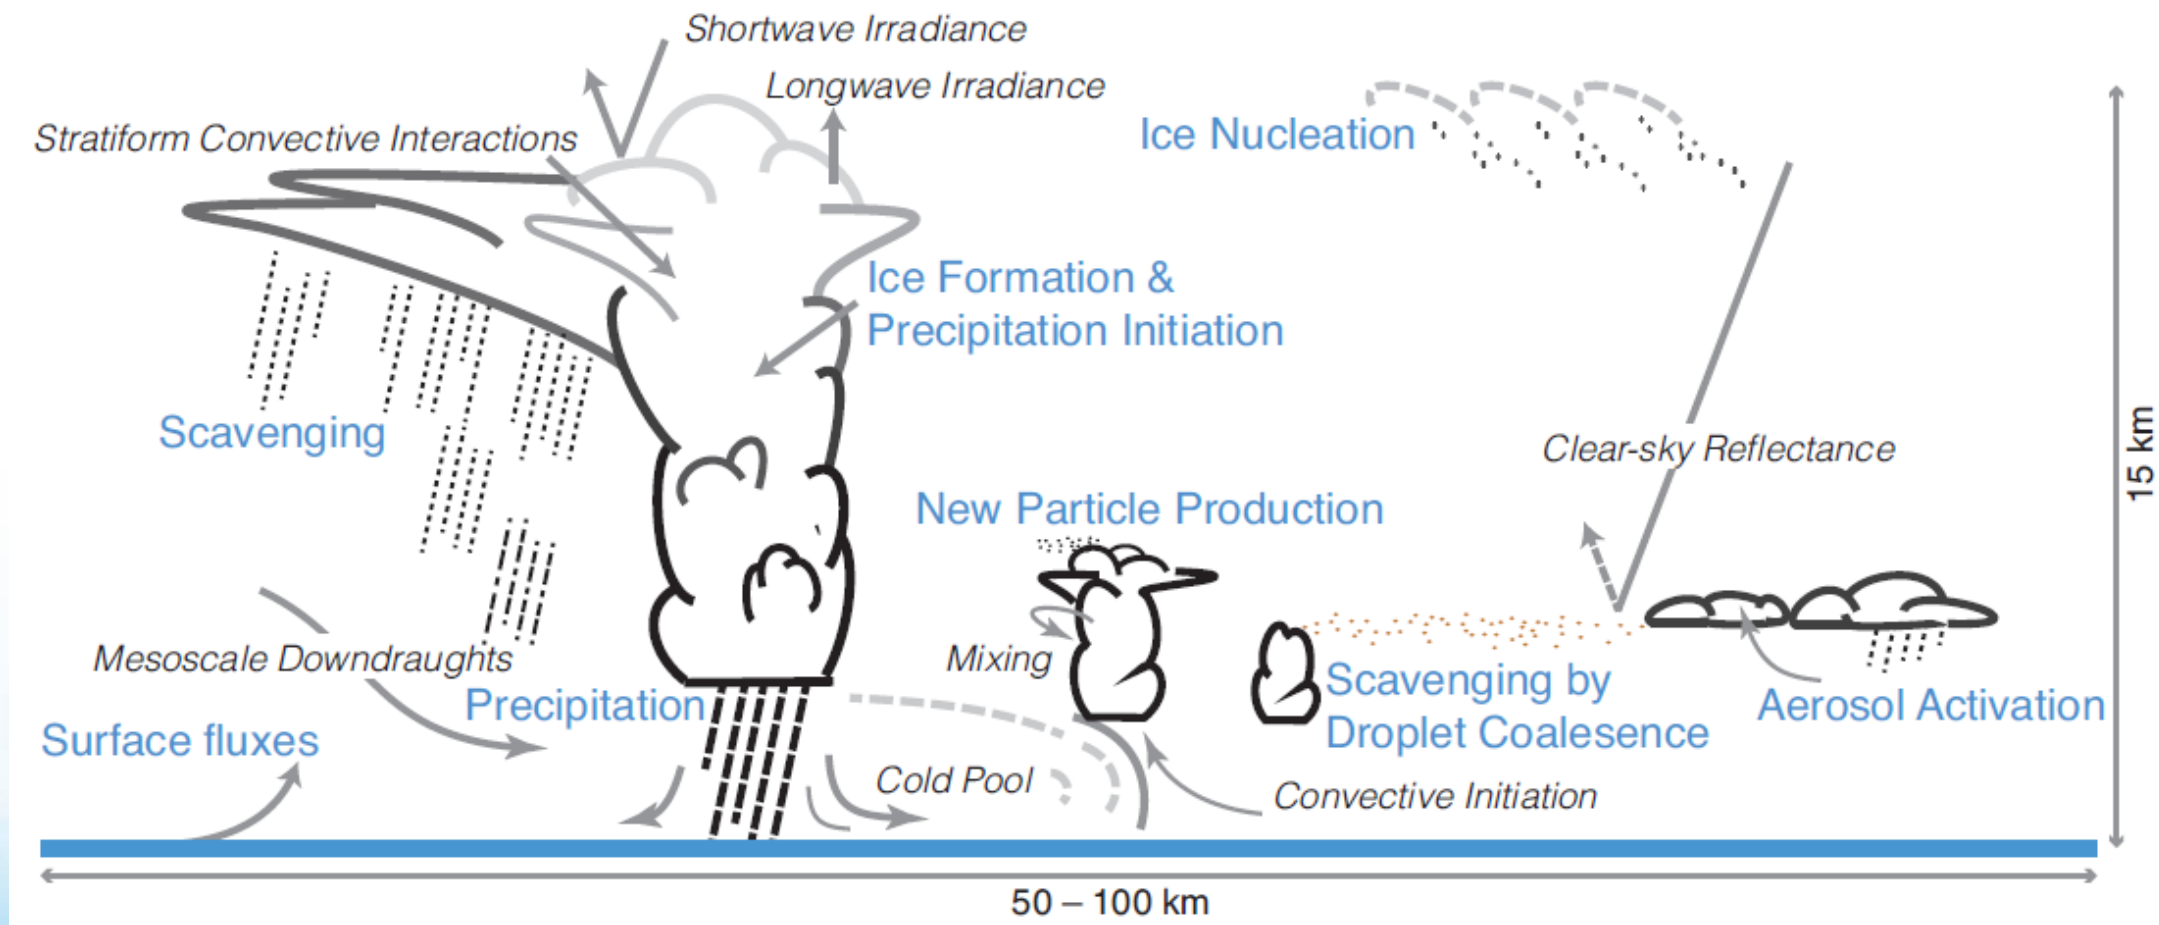 Shortwave Irradiance
Longwave Irradiance
Stratiform Convective Interactions
Ice Nucleation
Ice Formation &
Precipitation Initiation
Scavenging
Clear-sky Reflectance
15 km
New Particle Production
Mesoscale Downdraughts
Mixing
Scavenging by
Droplet Coalesence
Precipitation
Aerosol Activation
Surface fluxes
Cold Pool
Convective Initiation
50 – 100 km